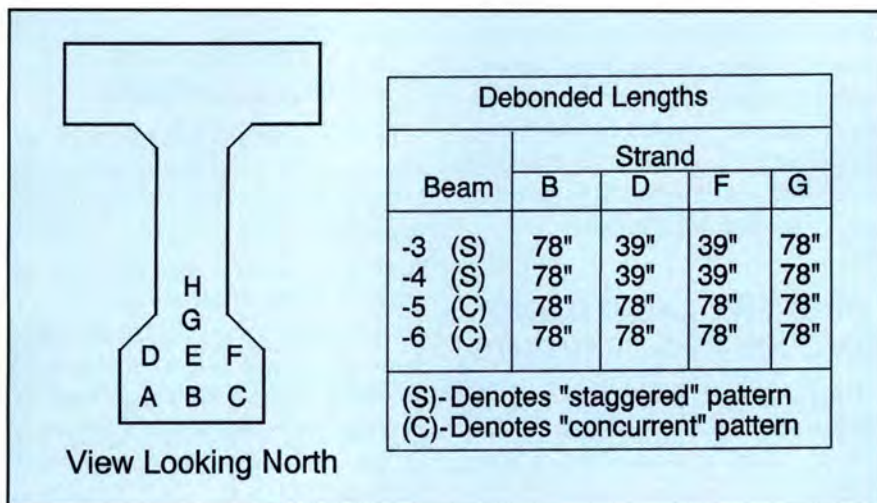 H
G
D E F
A B C
View Looking North
Debonded Lengths
Strand
Beam B D F G
-3 (S) 78" 39" 39" 78"
-4 (S) 78" 39" 39" 78"
-5 (C) 78" 78" 78" 78"
-6 (C) 78" 78" 78" 78"
(S)-Denotes "staggered" pattern
(C)-Denotes "concurrent" pattern